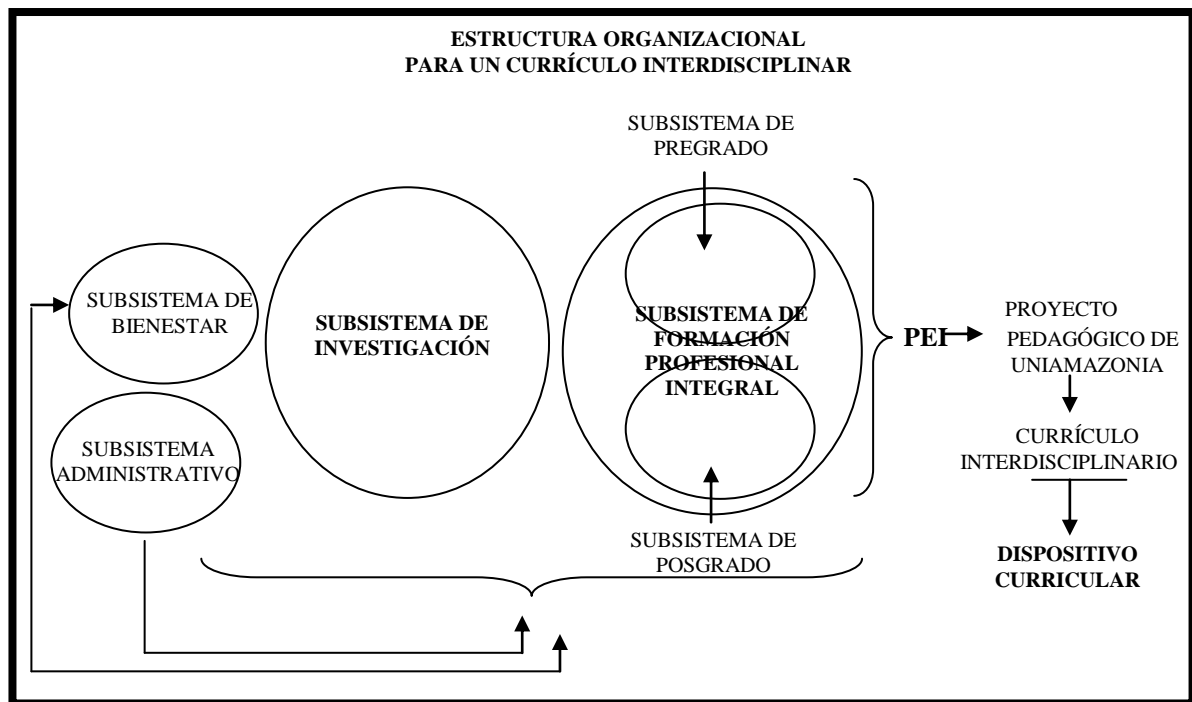 ESTRUCTURA ORGANIZACIONAL
PARA UN CURRÍCULO INTERDISCIPLINAR
SUBSISTEMA DE
PREGRADO
SUBSISTEMA DE
BIENESTAR
SUBSISTEMA
ADMINISTRATIVO
SUBSISTEMA DE
INVESTIGACIÓN
SUBSISTEMA DE
FORMACIÓN
PROFESIONAL
INTEGRAL
SUBSISTEMA DE
POSGRADO
PEI
PROYECTO
PEDAGÓGICO DE
UNIAMAZONIA
CURRÍCULO
INTERDISCIPLINARIO
DISPOSITIVO
CURRICULAR